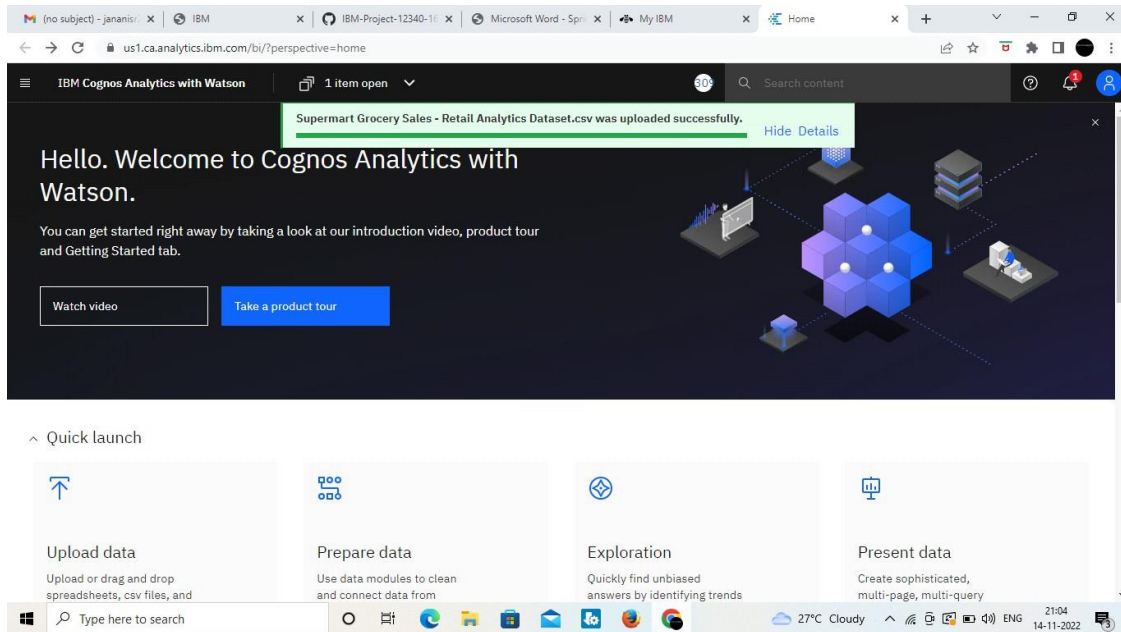 (no subject) - jananisr
IBM
IBM-Project-12340-16
Microsoft Word - Spri
My IBM
Home
us1.ca.analytics.ibm.com/bi/?perspective=home
IBM Cognos Analytics with Watson
1 item open
309
Search content
1
Supermart Grocery Sales - Retail Analytics Dataset.csv was uploaded successfully.
Hide Details
Hello. Welcome to Cognos Analytics with
Watson.
You can get started right away by taking a look at our introduction video, product tour
and Getting Started tab.
Watch video
Take a product tour
Quick launch
Upload data
Upload or drag and drop
spreadsheets, csv files, and
Prepare data
Use data modules to clean
and connect data from
Exploration
Quickly find unbiased
answers by identifying trends
Present data
Create sophisticated,
multi-page, multi-query
Type here to search
27°C Cloudy
ENG
21:04
14-11-2022
3